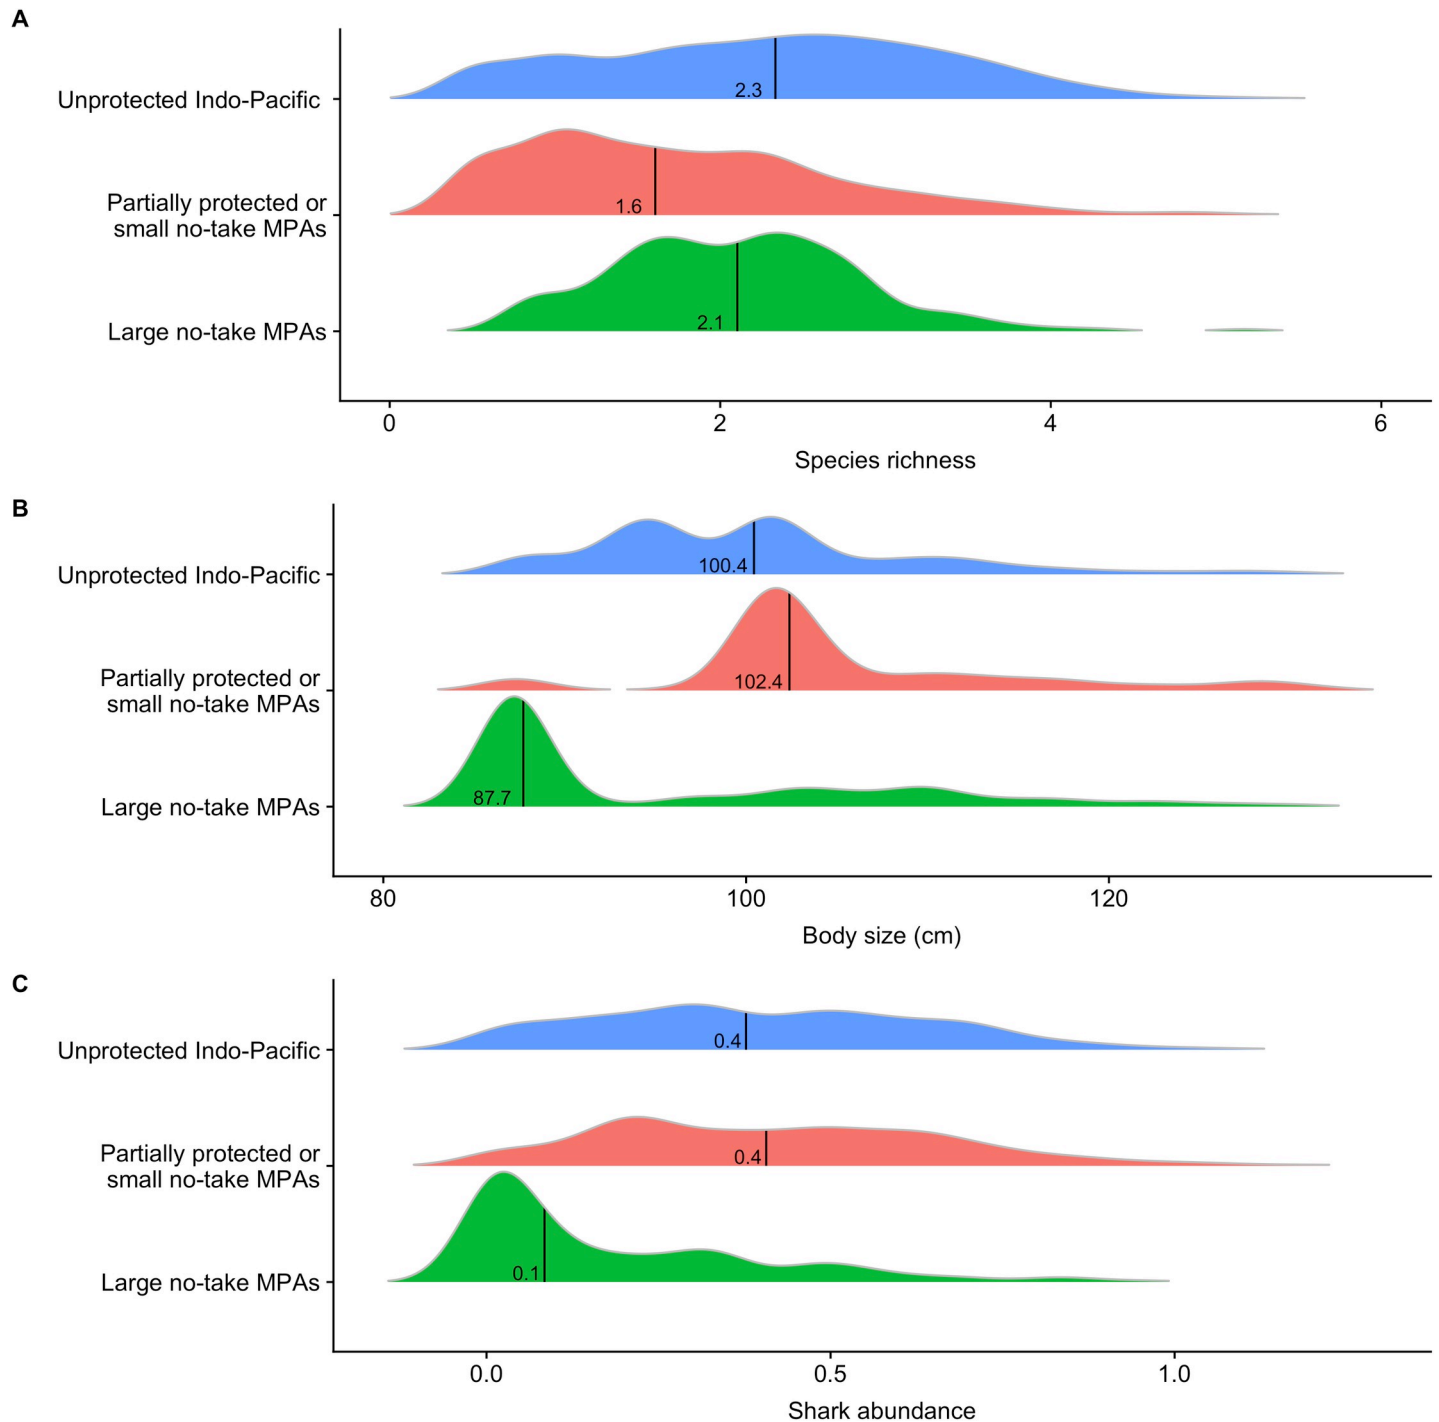 A
Unprotected Indo-Pacific
2.3
Partially protected or
small no-take MPAs
1.6
Large no-take MPAs
2.1
0
2
4
6
Species richness
B
Unprotected Indo-Pacific
100.4
Partially protected or
small no-take MPAs
102.4
Large no-take MPAs
87.7
80
100
120
Body size (cm)
C
Unprotected Indo-Pacific
0.4
Partially protected or
small no-take MPAs
0.4
Large no-take MPAs
0.1
0.0
0.5
1.0
Shark abundance